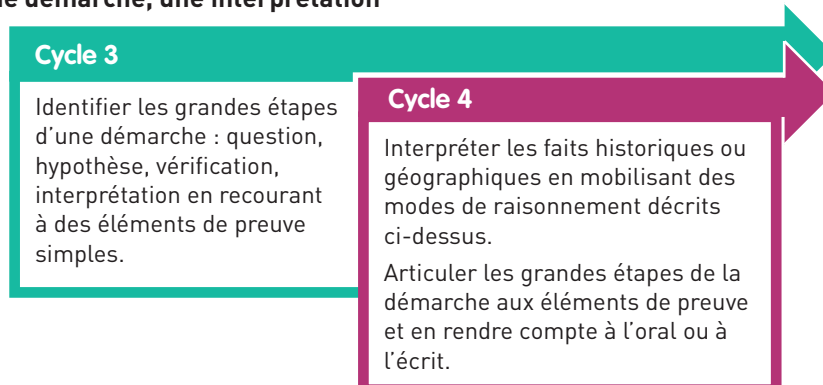 démarche, une interprétation
Cycle 3
Identifier les grandes étapes
d’une démarche : question,
hypothèse, vérification,
interprétation en recourant
à des éléments de preuve
simples.
Cycle 4
Interpréter les faits historiques ou
géographiques en mobilisant des
modes de raisonnement décrits
ci-dessus.
Articuler les grandes étapes de la
démarche aux éléments de preuve
et en rendre compte à l’oral ou à
l’écrit.